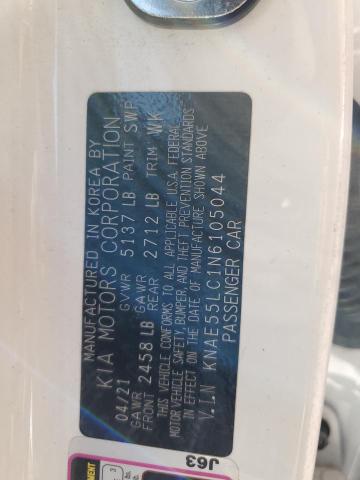 MANUFACTURED IN KOREA BY
KIA MOTORS CORPORATION
04/21 GVWR 5137 LB PAINT SWP
GAWR FRONT 2458 LB GAWR REAR 2712 LB TRIM WK
THIS VEHICLE CONFORMS TO ALL APPLICABLE U.S.A. FEDERAL
MOTOR VEHICLE SAFETY, BUMPER, AND THEFT PREVENTION STANDARDS
IN EFFECT ON THE DATE OF MANUFACTURE SHOWN ABOVE
V.I.N KNAE55LC1N6105044
PASSENGER CAR
J63